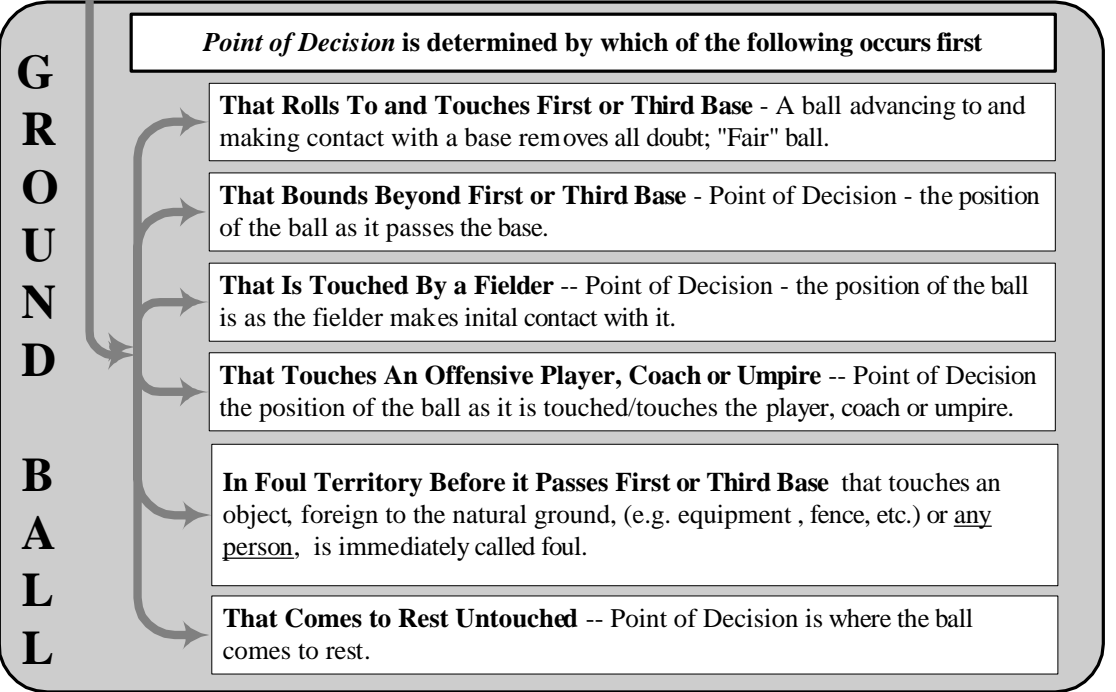 GROUND BALL
Point of Decision is determined by which of the following occurs first
That Rolls To and Touches First or Third Base - A ball advancing to and
making contact with a base removes all doubt; "Fair" ball.
That Bounds Beyond First or Third Base - Point of Decision - the position
of the ball as it passes the base.
That Is Touched By a Fielder -- Point of Decision - the position of the ball
is as the fielder makes inital contact with it.
That Touches An Offensive Player, Coach or Umpire -- Point of Decision
the position of the ball as it is touched/touches the player, coach or umpire.
In Foul Territory Before it Passes First or Third Base that touches an
object, foreign to the natural ground, (e.g. equipment , fence, etc.) or any
person, is immediately called foul.
That Comes to Rest Untouched -- Point of Decision is where the ball
comes to rest.